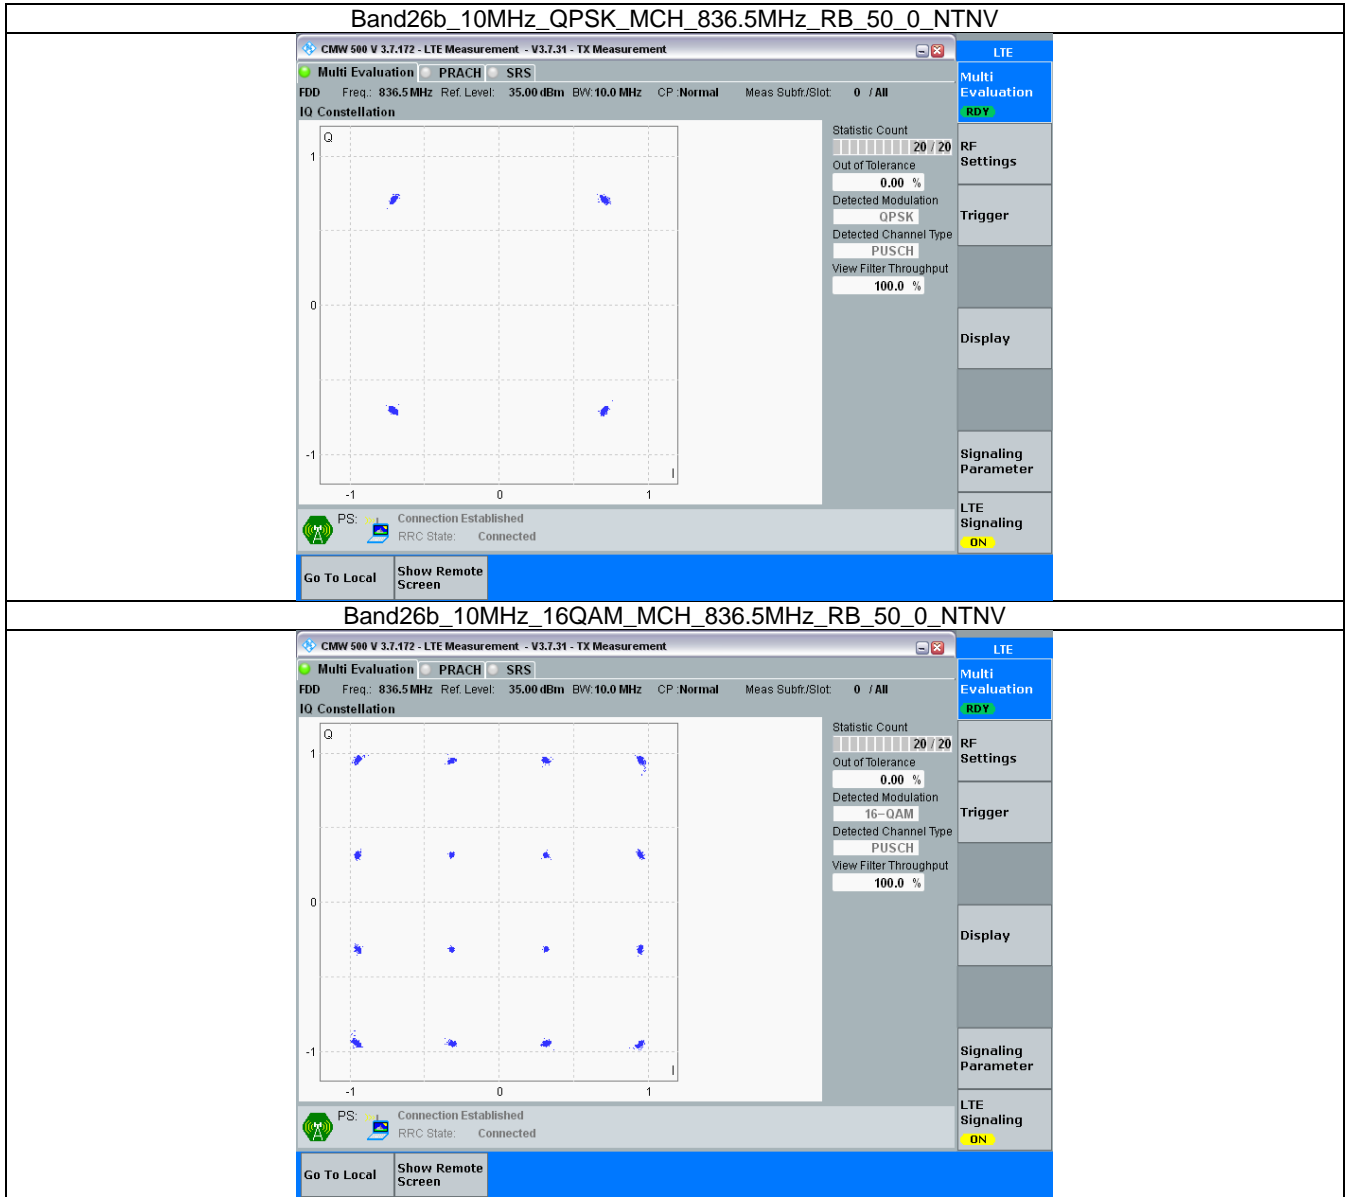 Band26b_10MHz_QPSK_MCH_836.5MHz_RB_50_0_NTNV
CMW 500 V 3.7.172 - LTE Measurement - V3.7.31 - TX Measurement
LTE
Multi Evaluation PRACH SRS
FDD Freq.: 836.5 MHz Ref. Level: 35.00 dBm BW: 10.0 MHz CP :Normal Meas Subfr./Slot: 0 / All
IQ Constellation
Q
1
0
-1
I
-1 0 1
Statistic Count
20 / 20
Out of Tolerance
0.00 %
Detected Modulation
QPSK
Detected Channel Type
PUSCH
View Filter Throughput
100.0 %
Multi
Evaluation
RDY
RF
Settings
Trigger
Display
Signaling
Parameter
LTE
Signaling
ON
PS: Connection Established
RRC State: Connected
Go To Local
Show Remote
Screen
Band26b_10MHz_16QAM_MCH_836.5MHz_RB_50_0_NTNV
CMW 500 V 3.7.172 - LTE Measurement - V3.7.31 - TX Measurement
LTE
Multi Evaluation PRACH SRS
FDD Freq.: 836.5 MHz Ref. Level: 35.00 dBm BW: 10.0 MHz CP :Normal Meas Subfr./Slot: 0 / All
IQ Constellation
Q
1
0
-1
I
-1 0 1
Statistic Count
20 / 20
Out of Tolerance
0.00 %
Detected Modulation
16-QAM
Detected Channel Type
PUSCH
View Filter Throughput
100.0 %
Multi
Evaluation
RDY
RF
Settings
Trigger
Display
Signaling
Parameter
LTE
Signaling
ON
PS: Connection Established
RRC State: Connected
Go To Local
Show Remote
Screen